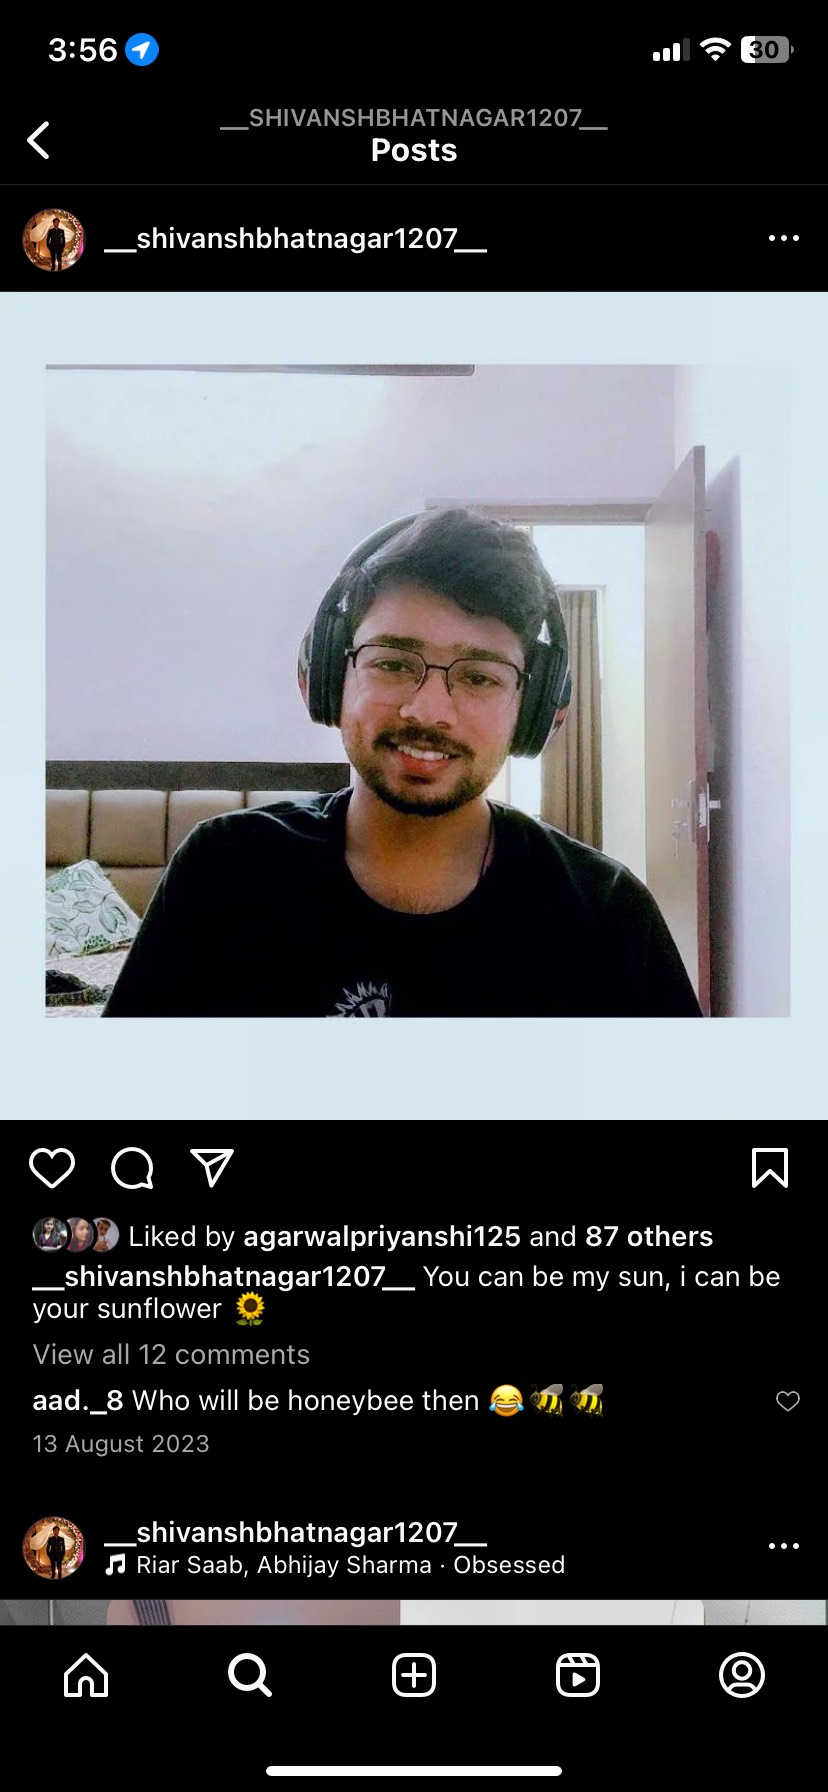 3:56
30
__SHIVANSHBHATNAGAR1207__
Posts
__shivanshbhatnagar1207__
Liked by agarwalpriyanshi125 and 87 others
__shivanshbhatnagar1207__ You can be my sun, i can be
your sunflower 🌻
View all 12 comments
aad._8 Who will be honeybee then 😂🐝🐝
13 August 2023
__shivanshbhatnagar1207__
Riar Saab, Abhijay Sharma · Obsessed